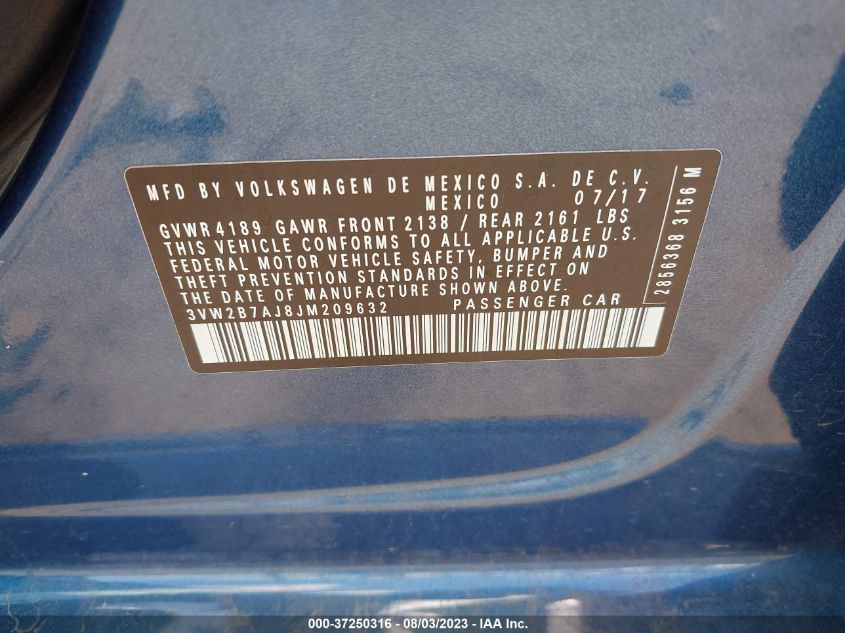 MFD BY VOLKSWAGEN DE MEXICO S.A. DE C.V.
MEXICO 07/17
GVWR 4189 GAWR FRONT 2138 / REAR 2161 LBS
THIS VEHICLE CONFORMS TO ALL APPLICABLE U.S.
FEDERAL MOTOR VEHICLE SAFETY, BUMPER AND
THEFT PREVENTION STANDARDS IN EFFECT ON
THE DATE OF MANUFACTURE SHOWN ABOVE.
3VW2B7AJ8JM209632 PASSENGER CAR
2856308 3156 M
000-37250316 - 08/03/2023 - IAA Inc.